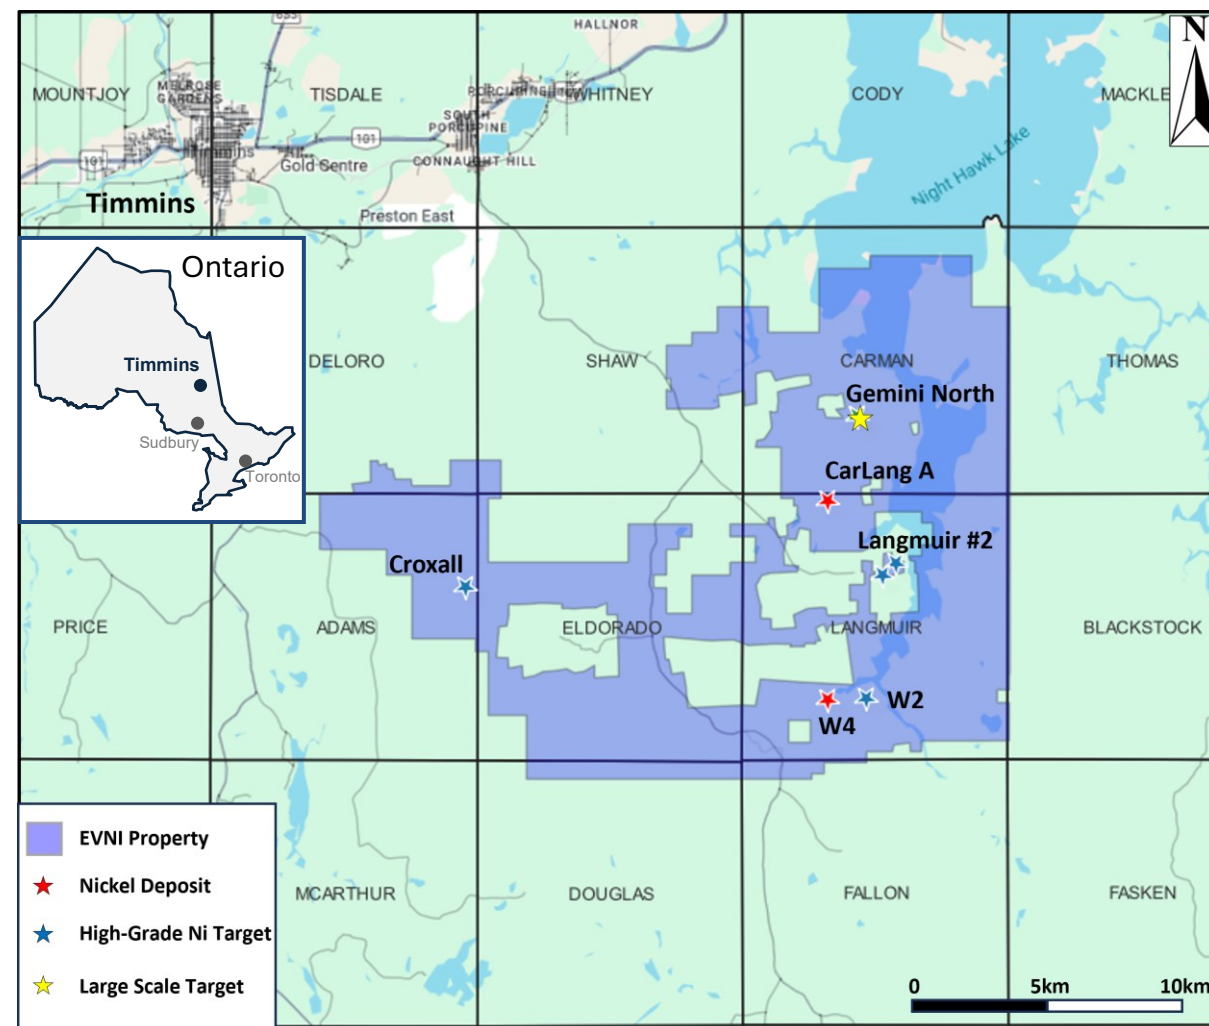 655
HALLNOR
N
MOUNTJOY
MELROSE
GARDENS
TISDALE
PORCUPINE
WHITNEY
CODY
MACKLE
SOUTH
PORCUPINE
101
101
Timmins
Gold Centre
CONNAUGHT HILL
Night Hawk Lake
Timmins
Preston East
Ontario
Timmins
Sudbury
Toronto
DELORO
SHAW
CARMAN
THOMAS
Gemini North
CarLang A
Langmuir #2
Croxall
PRICE
ADAMS
ELDORADO
LANGMUIR
BLACKSTOCK
W2
W4
EVNI Property
Nickel Deposit
High-Grade Ni Target
Large Scale Target
MCARTHUR
DOUGLAS
FALLON
FASKEN
0 5km 10km